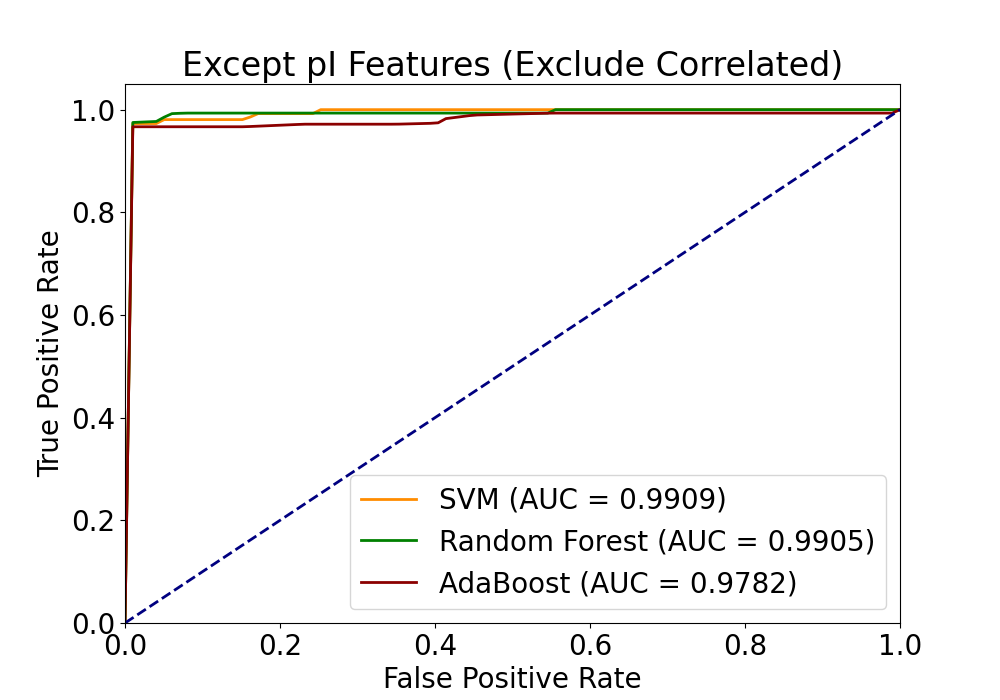 Except pI Features (Exclude Correlated)
1.0
0.8
0.6
0.4
0.2
0.0
True Positive Rate
SVM (AUC = 0.9909)
Random Forest (AUC = 0.9905)
AdaBoost (AUC = 0.9782)
0.0 0.2 0.4 0.6 0.8 1.0
False Positive Rate